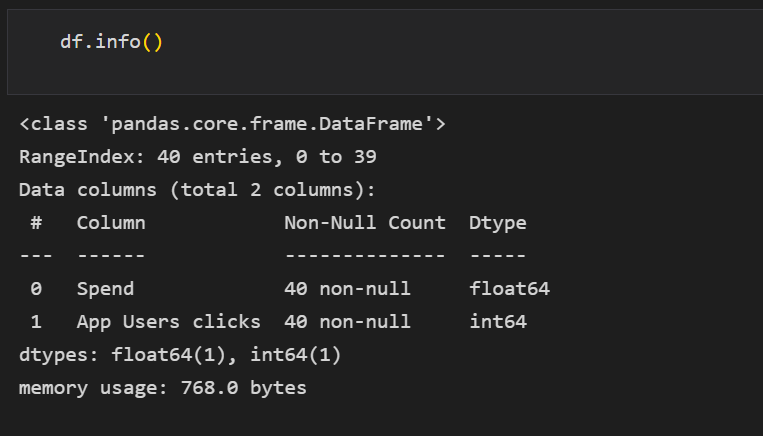 df.info()
<class 'pandas.core.frame.DataFrame'>
RangeIndex: 40 entries, 0 to 39
Data columns (total 2 columns):
 #   Column            Non-Null Count  Dtype
---  ------            --------------  -----
 0   Spend             40 non-null     float64
 1   App Users clicks  40 non-null     int64
dtypes: float64(1), int64(1)
memory usage: 768.0 bytes